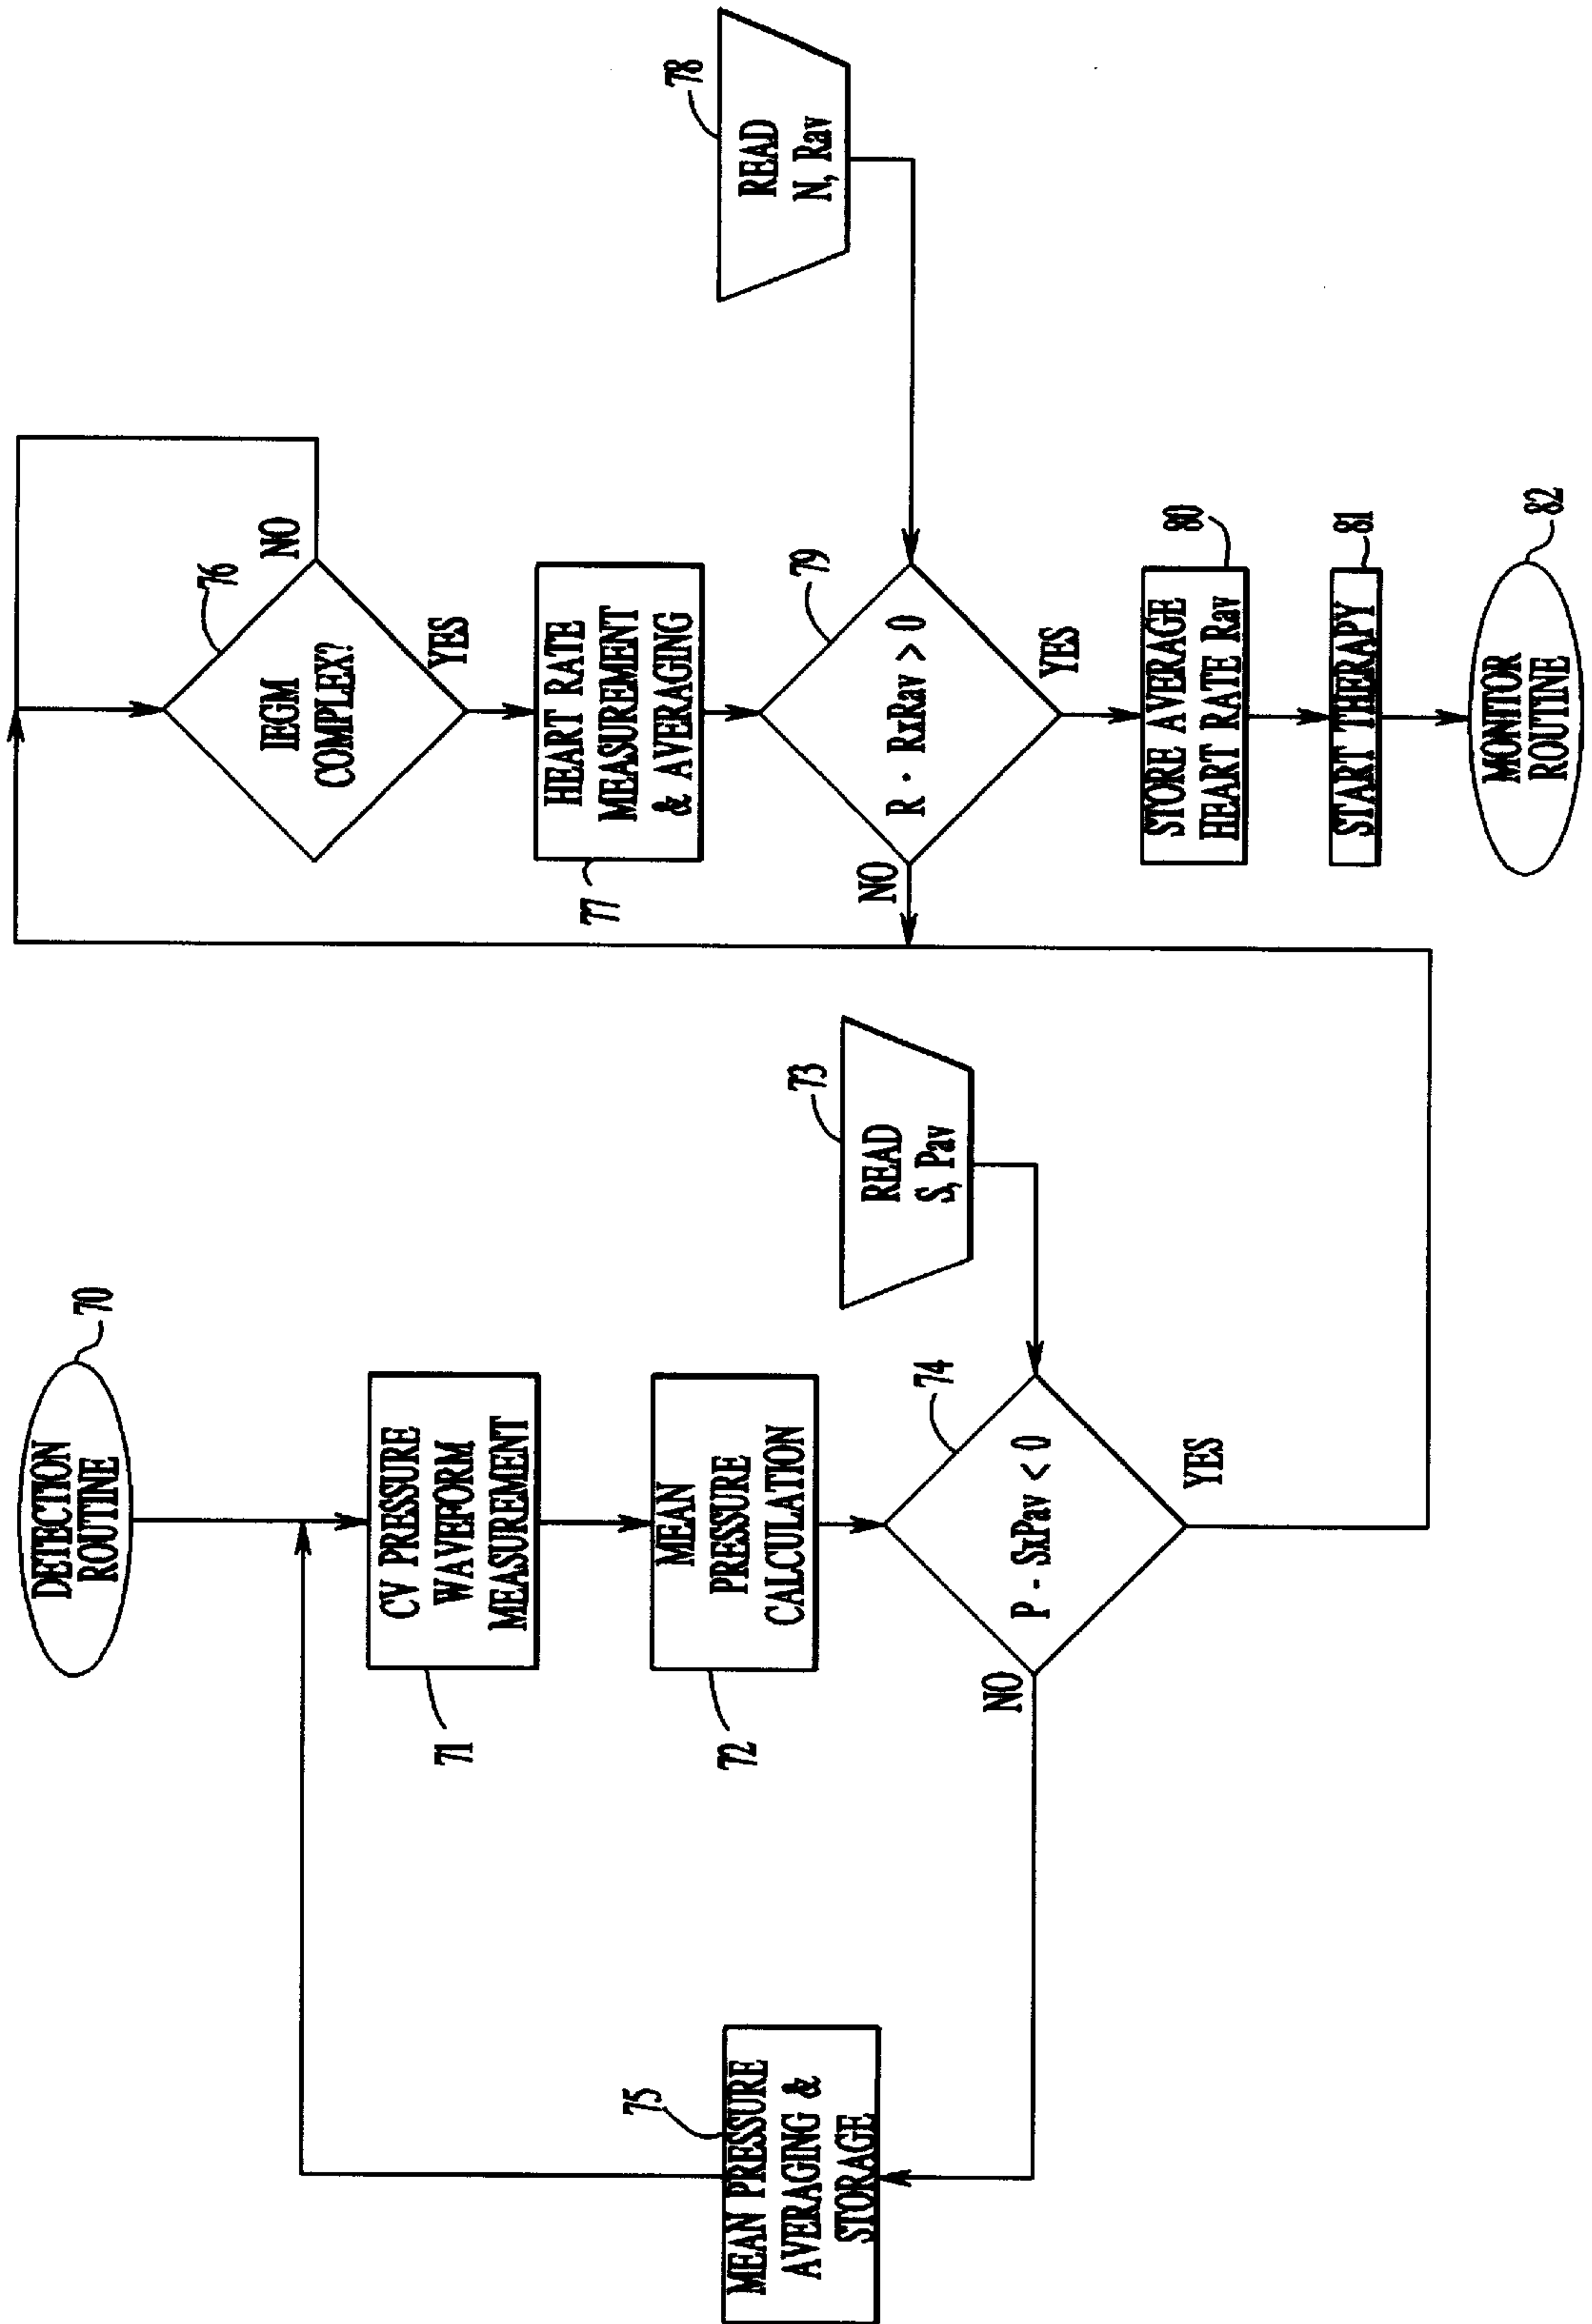 DETECTION
ROUTINE
70
CV PRESSURE
WAVEFORM
MEASUREMENT
71
MEAN
PRESSURE
CALCULATION
72
READ
S, Pav
73
P - SxPav < 0
74
NO
YES
MEAN PRESSURE
AVERAGING &
STORAGE
75
IEGM
COMPLEX?
76
NO
YES
HEART RATE
MEASUREMENT
& AVERAGING
77
READ
N, Rav
78
R · RxRav > 0
79
NO
YES
STORE AVERAGE
HEART RATE Rav
80
START THERAPY
81
MONITOR
ROUTINE
82